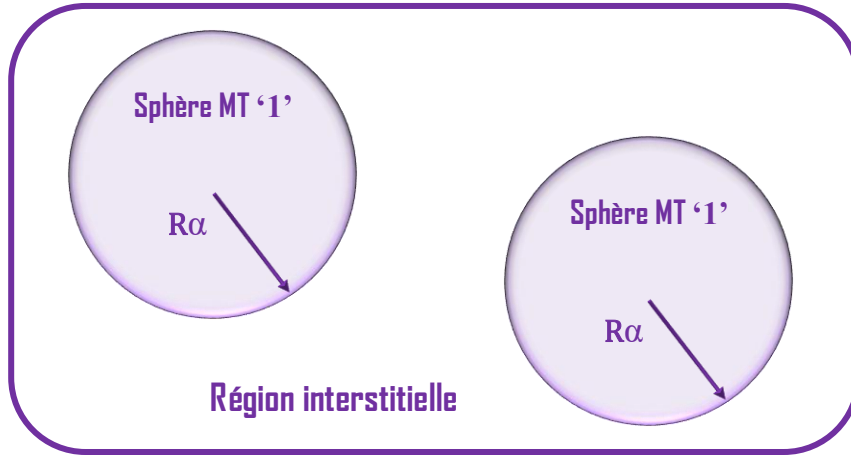 Sphère MT ‘1’
Rα
Sphère MT ‘1’
Rα
Région interstitielle